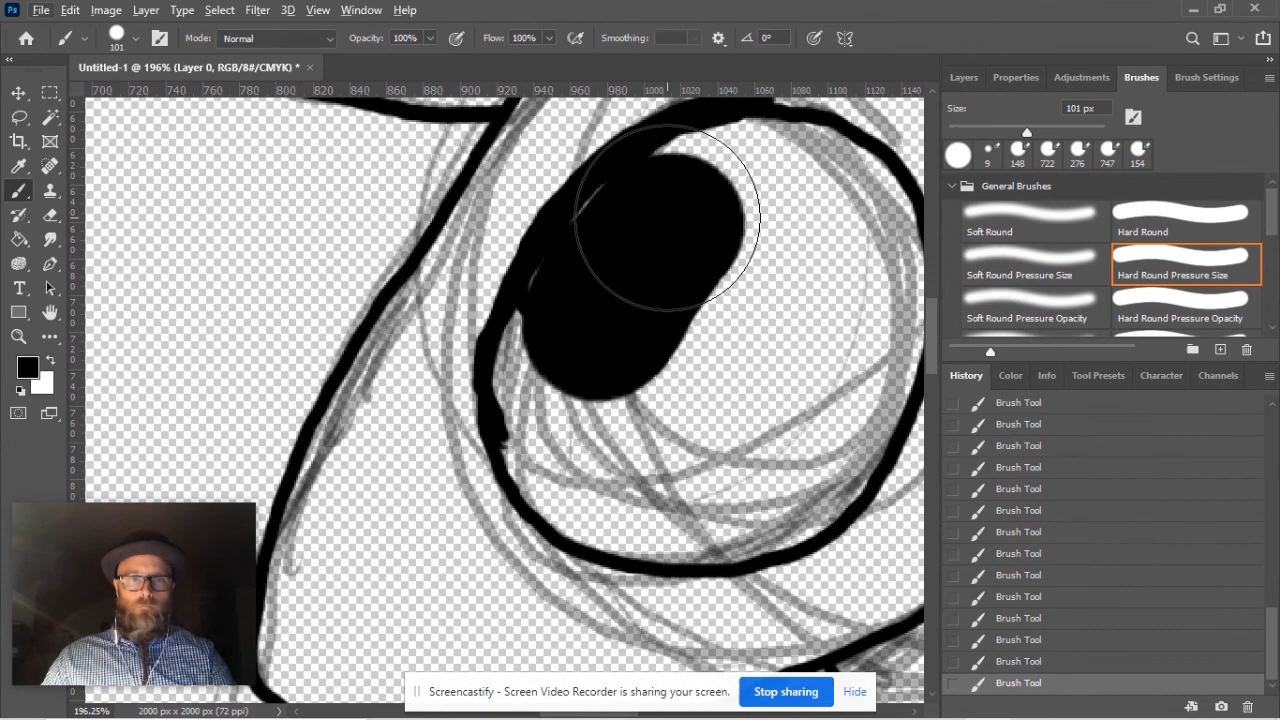 Ps File Edit Image Layer Type Select Filter 3D View Window Help
101 Mode: Normal Opacity: 100% Flow: 100% Smoothing: 0°
Untitled-1 @ 196% (Layer 0, RGB/8#/CMYK) *
700 720 740 760 780 800 820 840 860 880 900 920 940 960 980 1000 1020 1040 1060 1080 1100 1120 1140
Layers Properties Adjustments Brushes Brush Settings
Size: 101 px
9 148 722 276 747 154
General Brushes
Soft Round Hard Round
Soft Round Pressure Size Hard Round Pressure Size
Soft Round Pressure Opacity Hard Round Pressure Opacity
History Color Info Tool Presets Character Channels
Brush Tool
Brush Tool
Brush Tool
Brush Tool
Brush Tool
Brush Tool
Brush Tool
Brush Tool
Brush Tool
Brush Tool
Brush Tool
Brush Tool
Brush Tool
Brush Tool
Screencastify - Screen Video Recorder is sharing your screen. Stop sharing Hide
196.25% 2000 px x 2000 px (72 ppi)